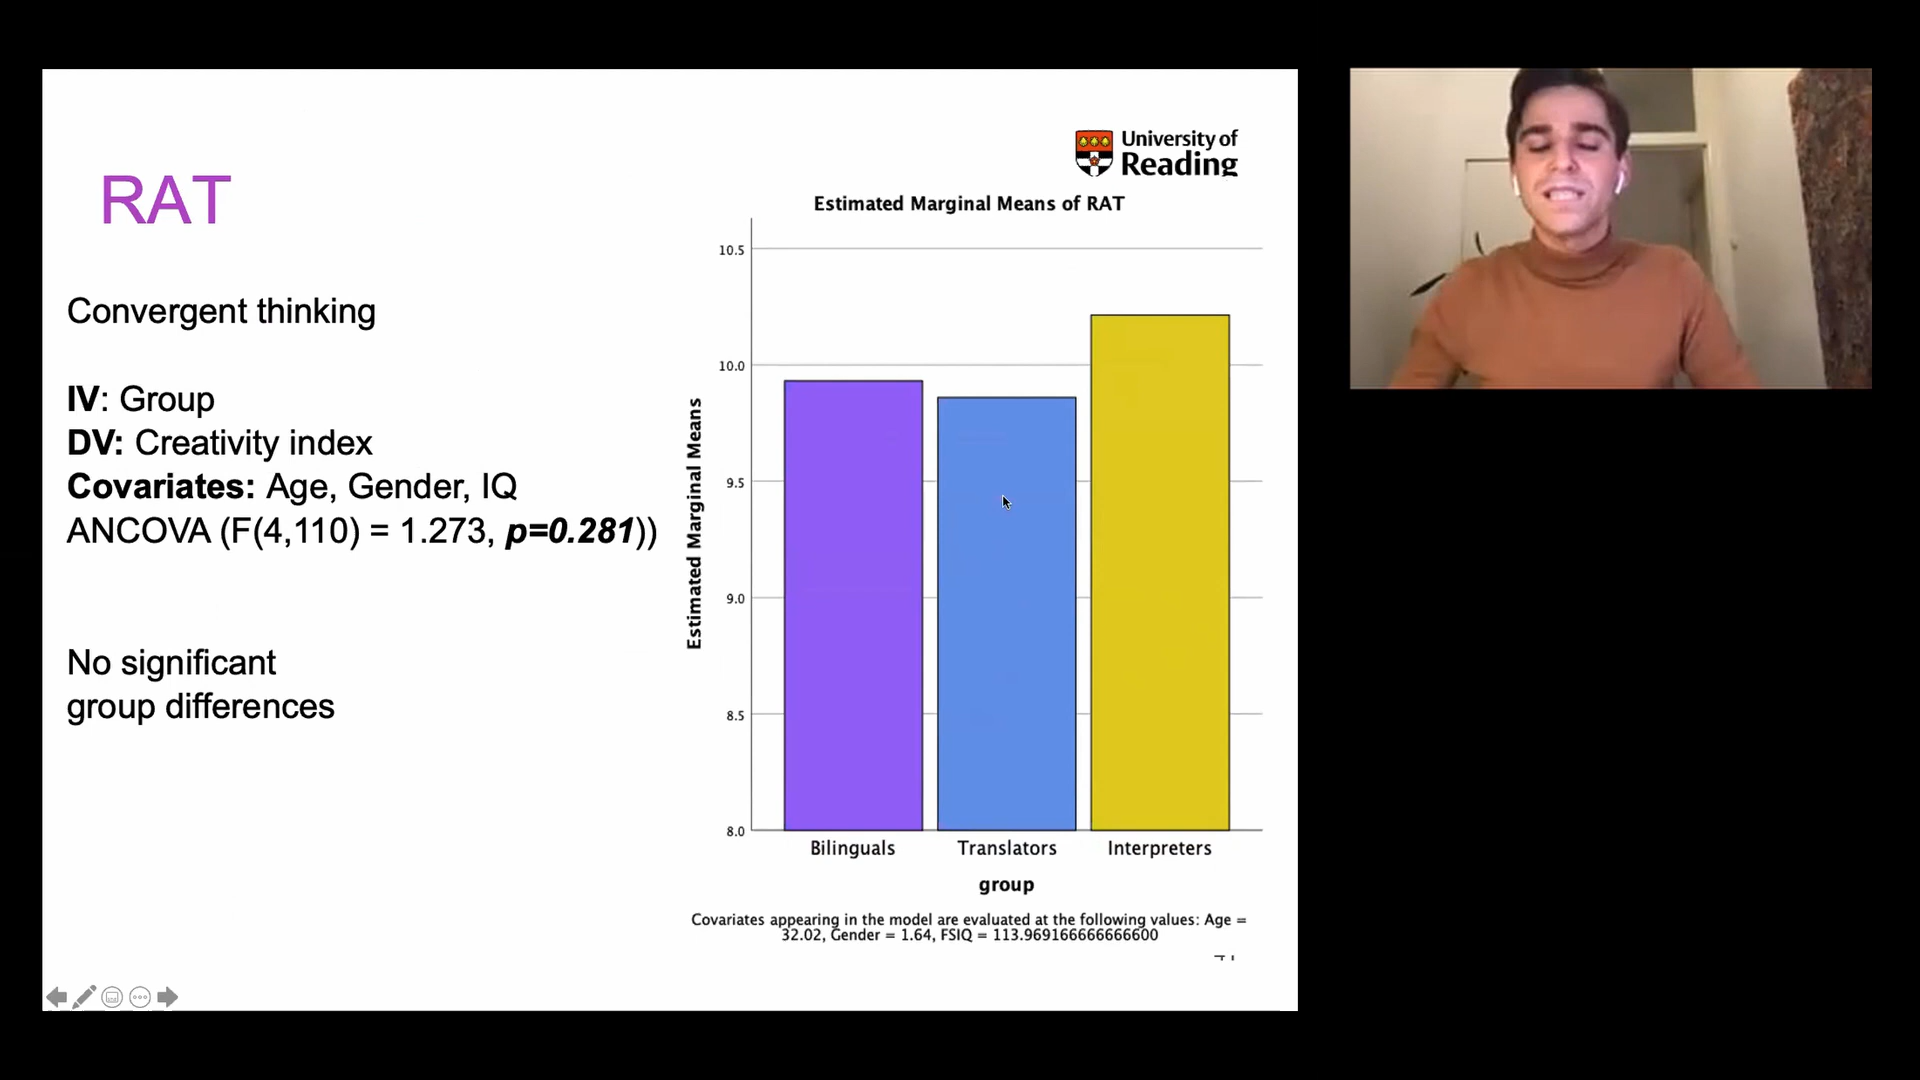 University of
Reading
RAT
Convergent thinking
IV: Group
DV: Creativity index
Covariates: Age, Gender, IQ
ANCOVA (F(4,110) = 1.273, p=0.281))
No significant
group differences
Estimated Marginal Means of RAT
Estimated Marginal Means
10.5
10.0
9.5
9.0
8.5
8.0
Bilinguals
Translators
Interpreters
group
Covariates appearing in the model are evaluated at the following values: Age =
32.02, Gender = 1.64, FSIQ = 113.969166666666600